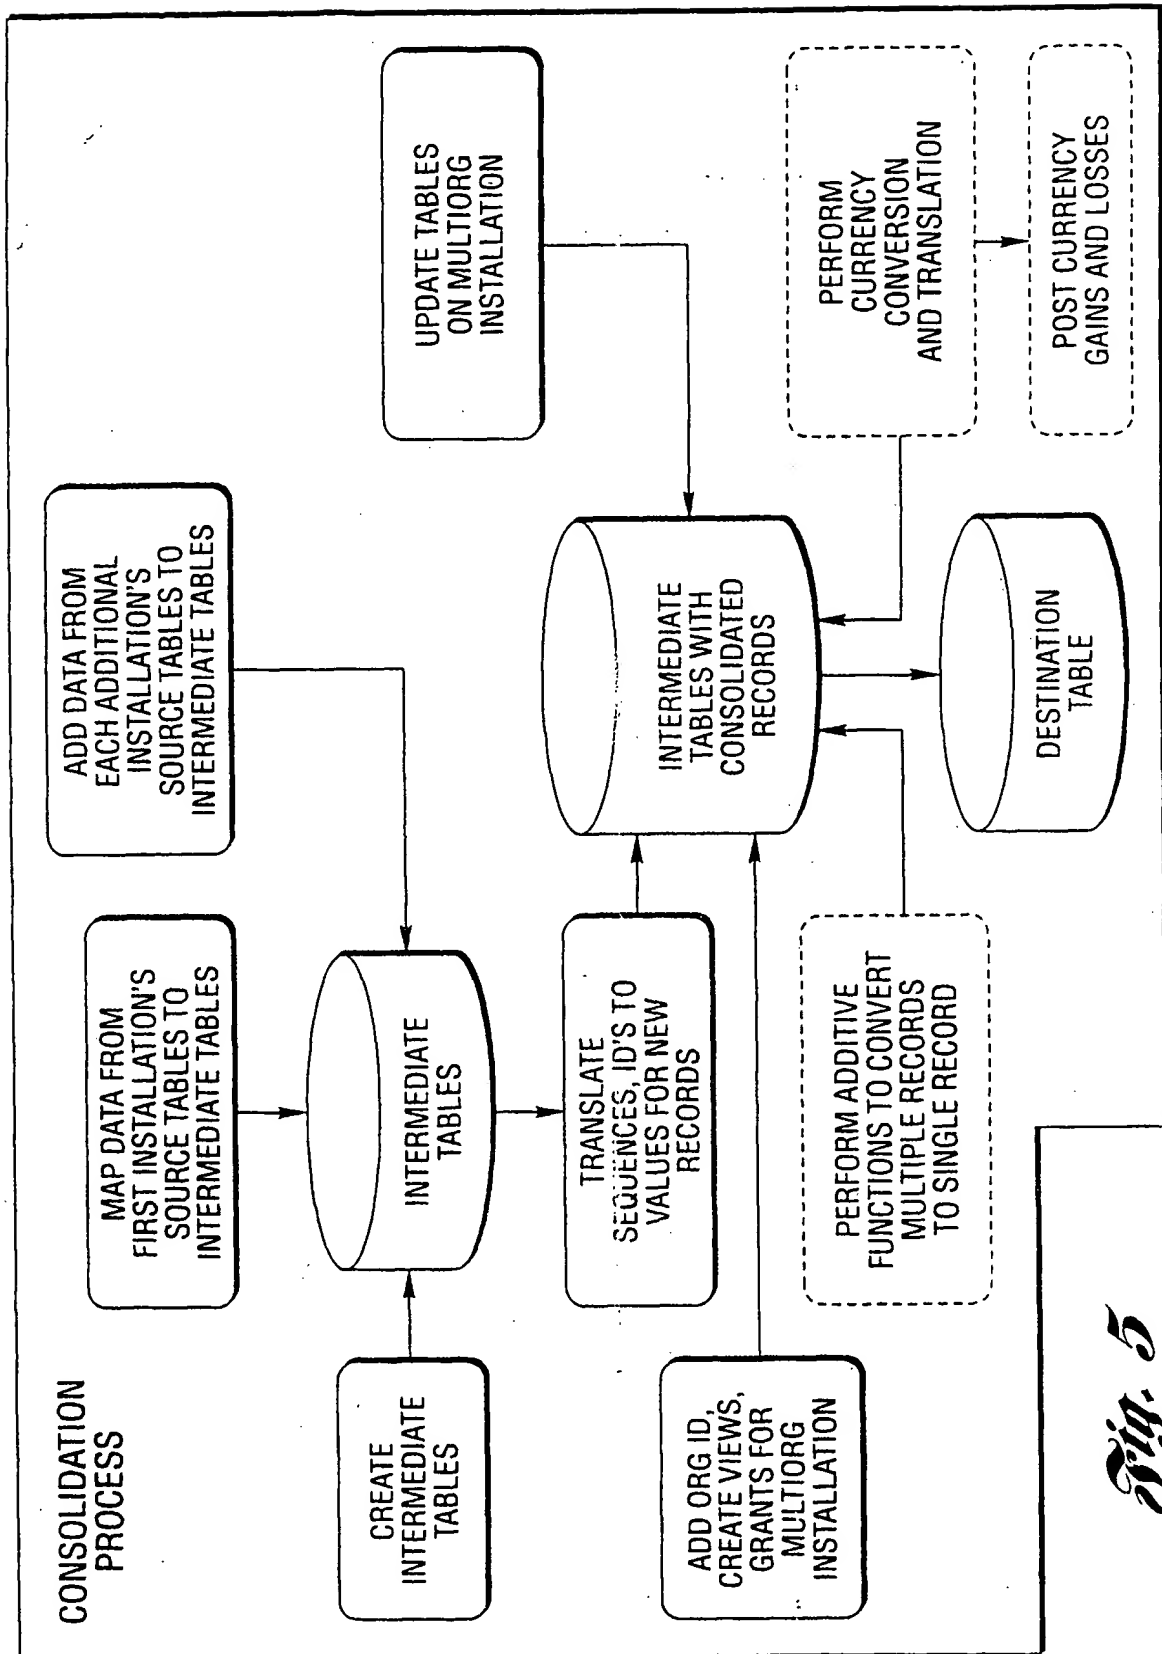 CONSOLIDATION
PROCESS
MAP DATA FROM
FIRST INSTALLATION'S
SOURCE TABLES TO
INTERMEDIATE TABLES
ADD DATA FROM
EACH ADDITIONAL
INSTALLATION'S
SOURCE TABLES TO
INTERMEDIATE TABLES
CREATE
INTERMEDIATE
TABLES
INTERMEDIATE
TABLES
UPDATE TABLES
ON MULTIORG
INSTALLATION
TRANSLATE
SEQUENCES, ID'S TO
VALUES FOR NEW
RECORDS
INTERMEDIATE
TABLES WITH
CONSOLIDATED
RECORDS
ADD ORG ID,
CREATE VIEWS,
GRANTS FOR
MULTIORG
INSTALLATION
PERFORM ADDITIVE
FUNCTIONS TO CONVERT
MULTIPLE RECORDS
TO SINGLE RECORD
PERFORM
CURRENCY
CONVERSION
AND TRANSLATION
DESTINATION
TABLE
POST CURRENCY
GAINS AND LOSSES
Fig. 5